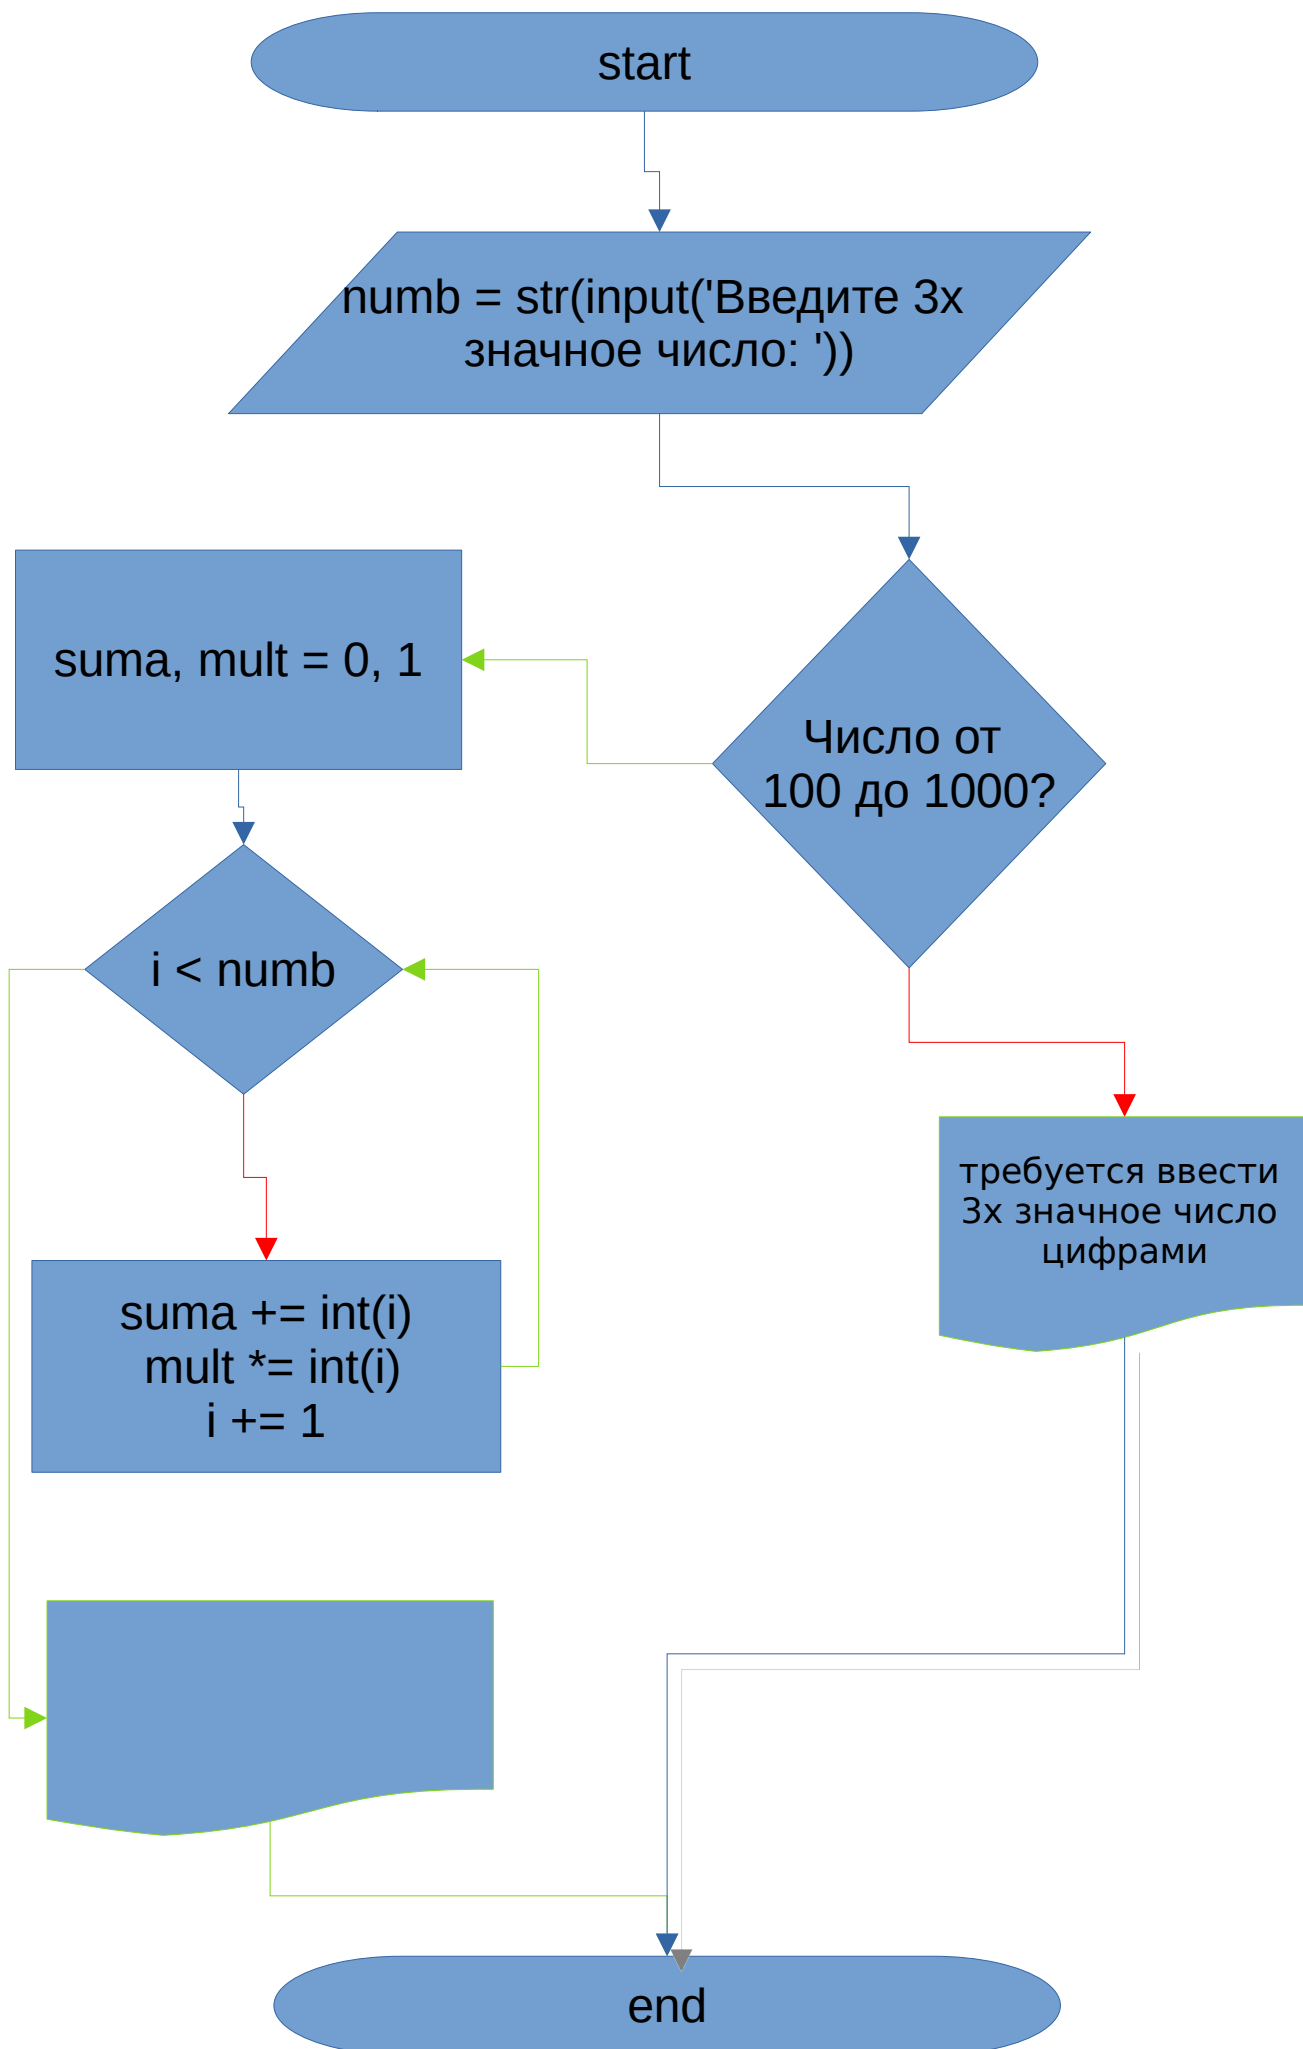 start
numb = str(input('Введите 3х
значное число: '))
suma, mult = 0, 1
Число от
100 до 1000?
i < numb
требуется ввести
3х значное число
цифрами
suma += int(i)
mult *= int(i)
i += 1
end